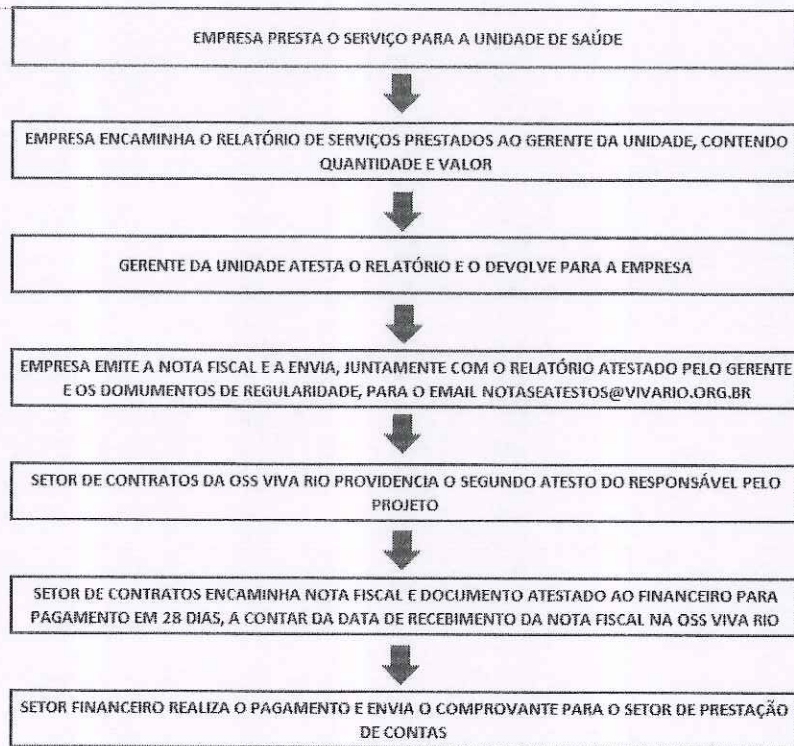 EMPRESA PRESTA O SERVIÇO PARA A UNIDADE DE SAÚDE
EMPRESA ENCAMINHA O RELATÓRIO DE SERVIÇOS PRESTADOS AO GERENTE DA UNIDADE, CONTENDO
QUANTIDADE E VALOR
GERENTE DA UNIDADE ATESTA O RELATÓRIO E O DEVOLVE PARA A EMPRESA
EMPRESA EMITE A NOTA FISCAL E A ENVIA, JUNTAMENTE COM O RELATÓRIO ATESTADO PELO GERENTE
E OS DOMUMENTOS DE REGULARIDADE, PARA O EMAIL NOTASEATESTOS@VIVARIO.ORG.BR
SETOR DE CONTRATOS DA OSS VIVA RIO PROVIDENCIA O SEGUNDO ATESTO DO RESPONSÁVEL PELO
PROJETO
SETOR DE CONTRATOS ENCAMINHA NOTA FISCAL E DOCUMENTO ATESTADO AO FINANCEIRO PARA
PAGAMENTO EM 28 DIAS, A CONTAR DA DATA DE RECEBIMENTO DA NOTA FISCAL NA OSS VIVA RIO
SETOR FINANCEIRO REALIZA O PAGAMENTO E ENVIA O COMPROVANTE PARA O SETOR DE PRESTAÇÃO
DE CONTAS